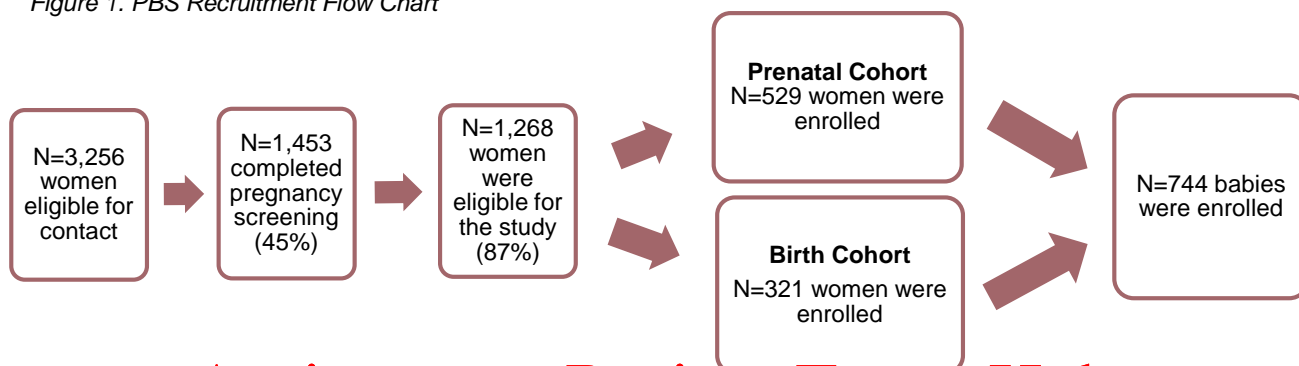 Figure 1. PBS Recruitment Flow Chart
N=3,256
women
eligible for
contact
N=1,453
completed
pregnancy
screening
(45%)
N=1,268
women
were
eligible for
the study
(87%)
Prenatal Cohort
N=529 women were
enrolled
Birth Cohort
N=321 women were
enrolled
N=744 babies
were enrolled